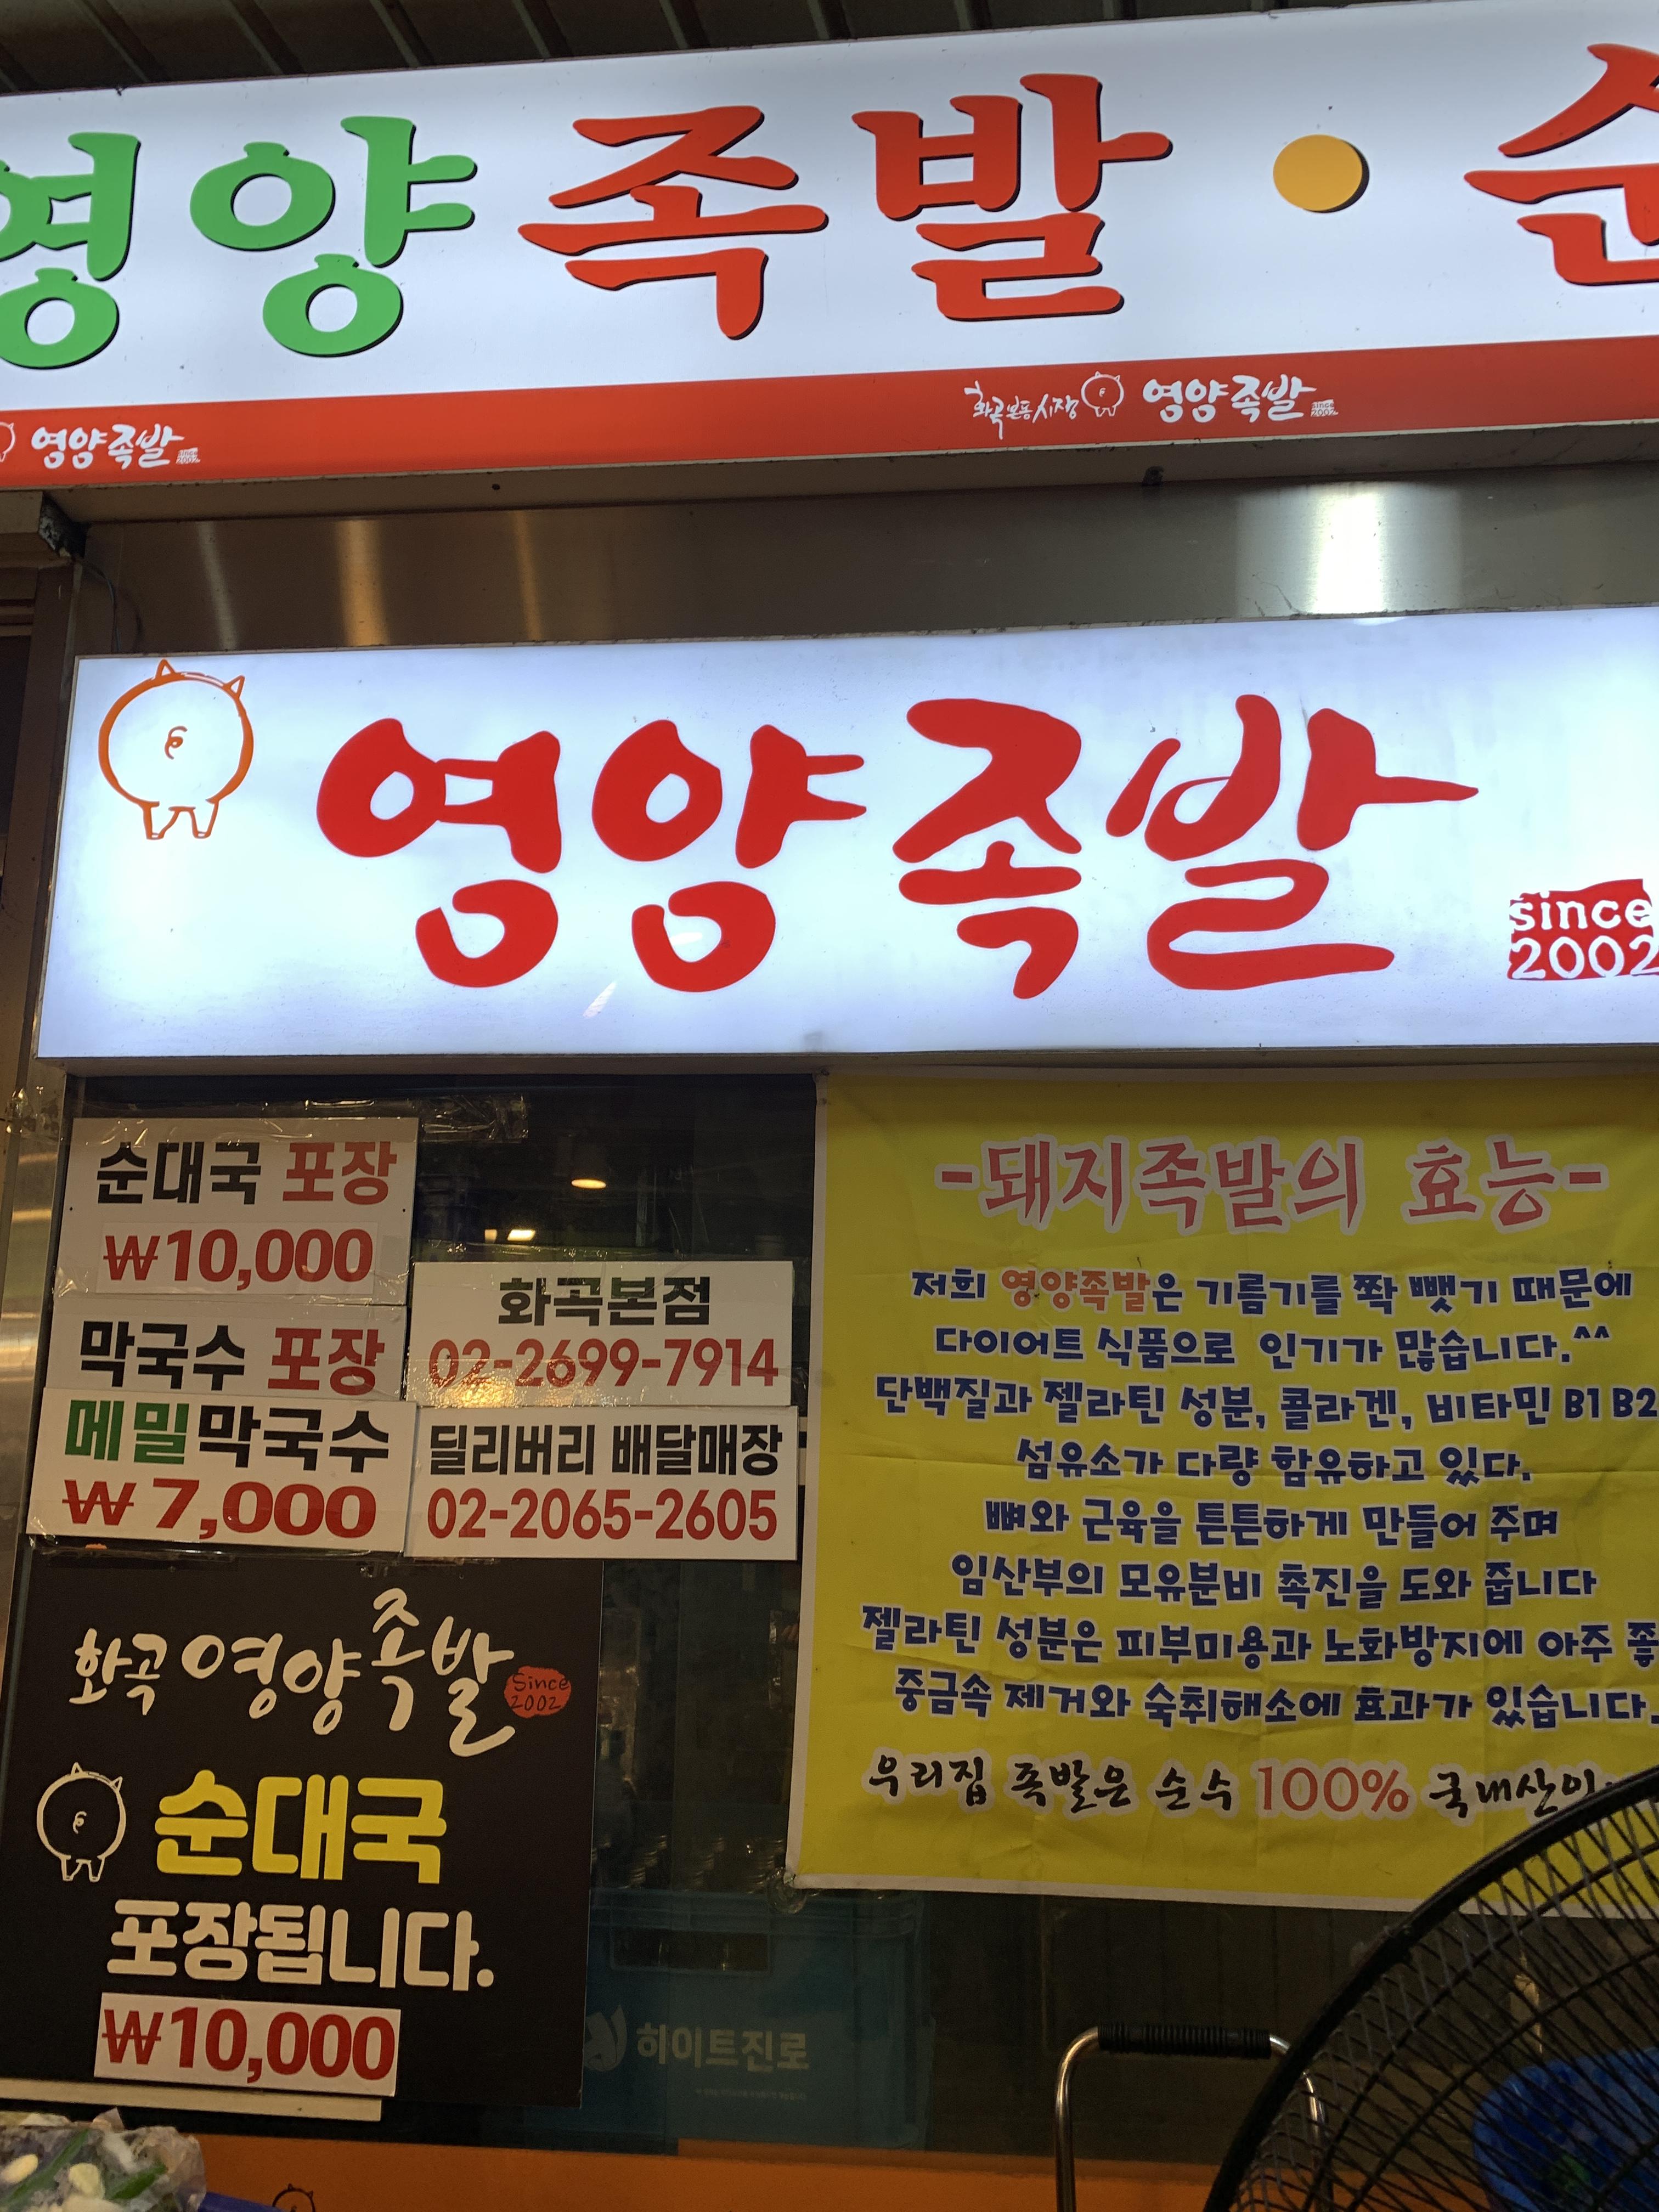 영양족발 · 순
영양족발 since 2002
화곡본동시장 영양족발 since 2002
영양족발
since
2002
순대국 포장
₩10,000
막국수 포장
메밀막국수
₩7,000
화곡본점
02-2699-7914
딜리버리 배달매장
02-2065-2605
-돼지족발의 효능-
저희 영양족발은 기름기를 쫙 뺏기 때문에
다이어트 식품으로 인기가 많습니다.^^
단백질과 젤라틴 성분, 콜라겐, 비타민 B1 B2
섬유소가 다량 함유하고 있다.
뼈와 근육을 튼튼하게 만들어 주며
임산부의 모유분비 촉진을 도와 줍니다
젤라틴 성분은 피부미용과 노화방지에 아주 좋
중금속 제거와 숙취해소에 효과가 있습니다.
우리집 족발은 순수 100% 국내산이
화곡영양족발
Since
2002
순대국
포장됩니다.
₩10,000
하이트진로